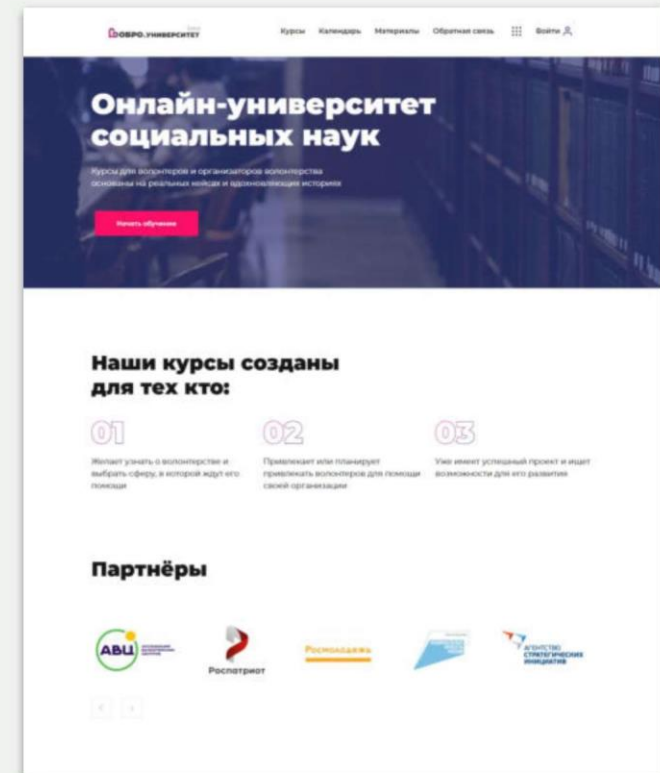 ДОБРО.УНИВЕРСИТЕТ
Курсы Календарь Материалы Обратная связь Войти
Онлайн-университет
социальных наук
Курсы для волонтеров и организаторов волонтерства
основаны на реальных кейсах и вдохновляющих историях
Начать обучение
Наши курсы созданы
для тех кто:
01
Желает узнать о волонтерстве и
выбрать сферу, в которой ждут его
помощи
02
Привлекает или планирует
привлекать волонтеров для помощи
своей организации
03
Уже имеет успешный проект и ищет
возможности для его развития
Партнёры
АВЦ
Роспатриот
Росмолодежь
АГЕНТСТВО
СТРАТЕГИЧЕСКИХ
ИНИЦИАТИВ